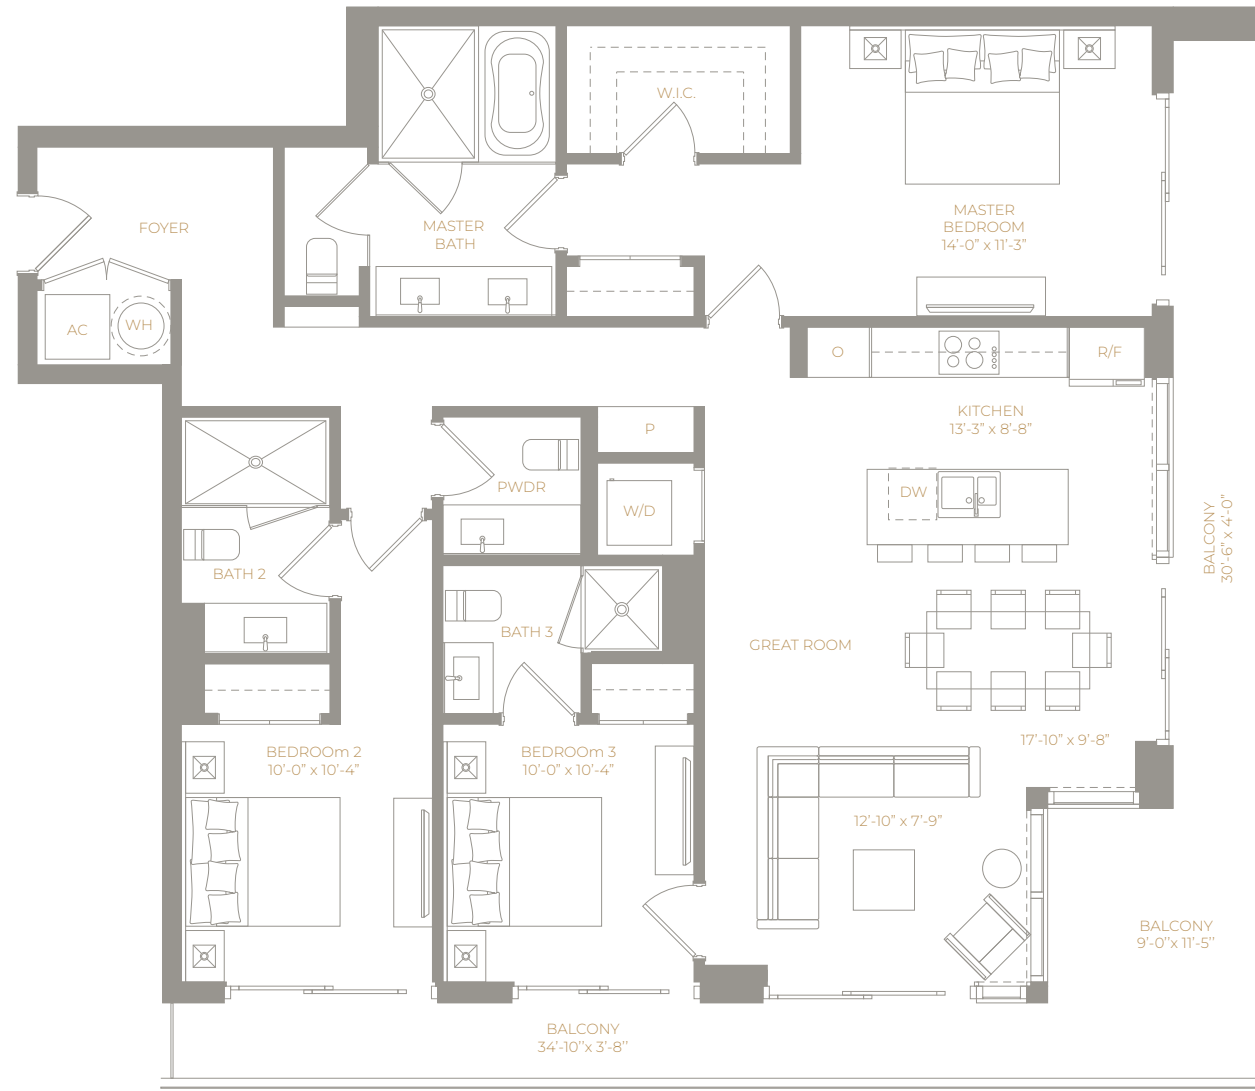 W.I.C.
FOYER
MASTER
BATH
MASTER
BEDROOM
14'-0" x 11'-3"
AC
WH
O
R/F
KITCHEN
13'-3" x 8'-8"
P
PWDR
DW
W/D
BALCONY
30'-6" x 4'-0"
BATH 2
BATH 3
GREAT ROOM
17'-10" x 9'-8"
BEDROOm 2
10'-0" x 10'-4"
BEDROOm 3
10'-0" x 10'-4"
12'-10" x 7'-9"
BALCONY
9'-0''x 11'-5''
BALCONY
34'-10''x 3'-8''